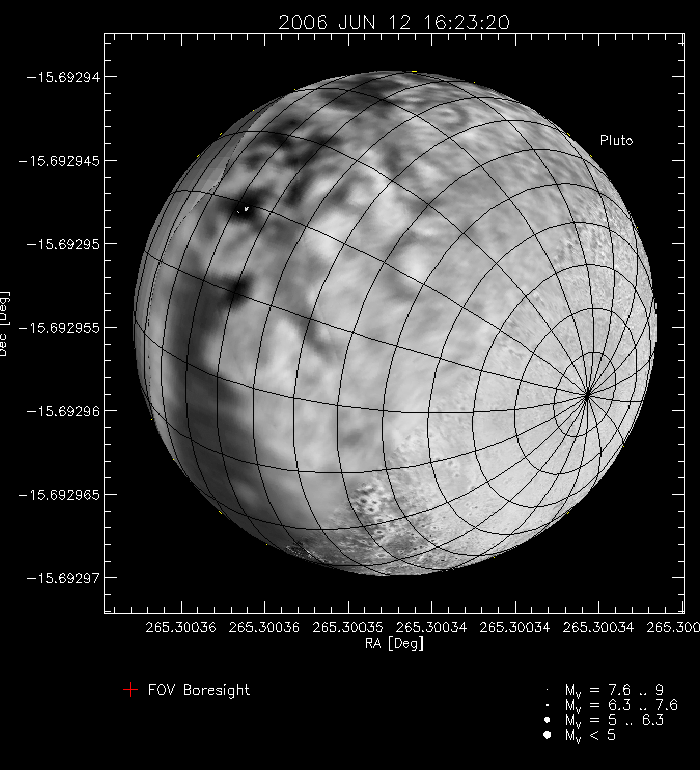 2006 JUN 12 16:23:20
-15.69294
Pluto
-15.692945
-15.69295
Dec [Deg]
-15.692955
-15.69296
-15.692965
-15.69297
265.30036 265.30036 265.30035 265.30034 265.30034 265.30034 265.300
RA [Deg]
FOV Boresight
Mv = 7.6 .. 9
Mv = 6.3 .. 7.6
Mv = 5 .. 6.3
Mv < 5